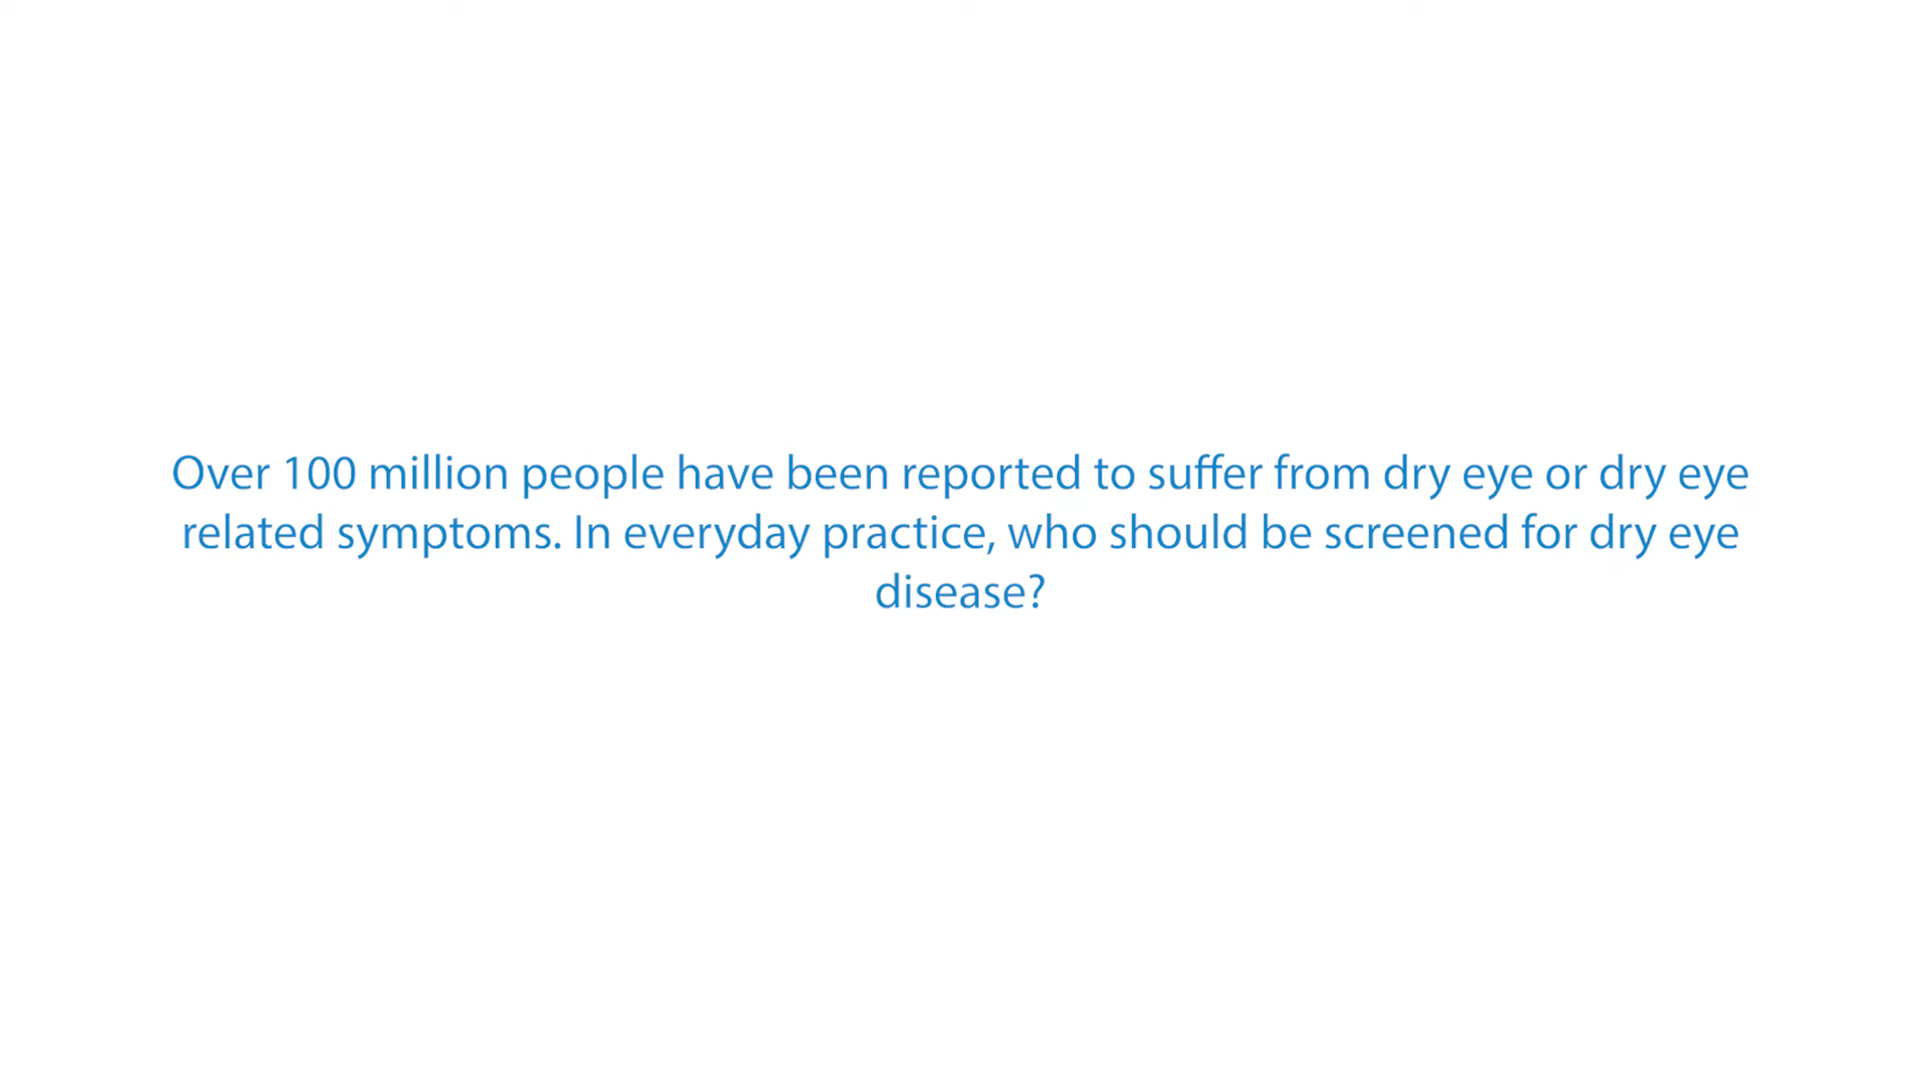 Over 100 million people have been reported to suffer from dry eye or dry eye
related symptoms. In everyday practice, who should be screened for dry eye
disease?